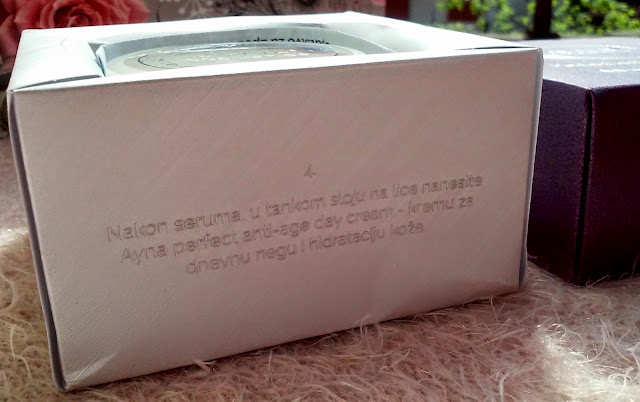 4.
Nakon seruma, u tankom sloju na lice nanesite
Ayna perfect anti-age day cream - kremu za
dnevnu negu i hidrataciju kože.